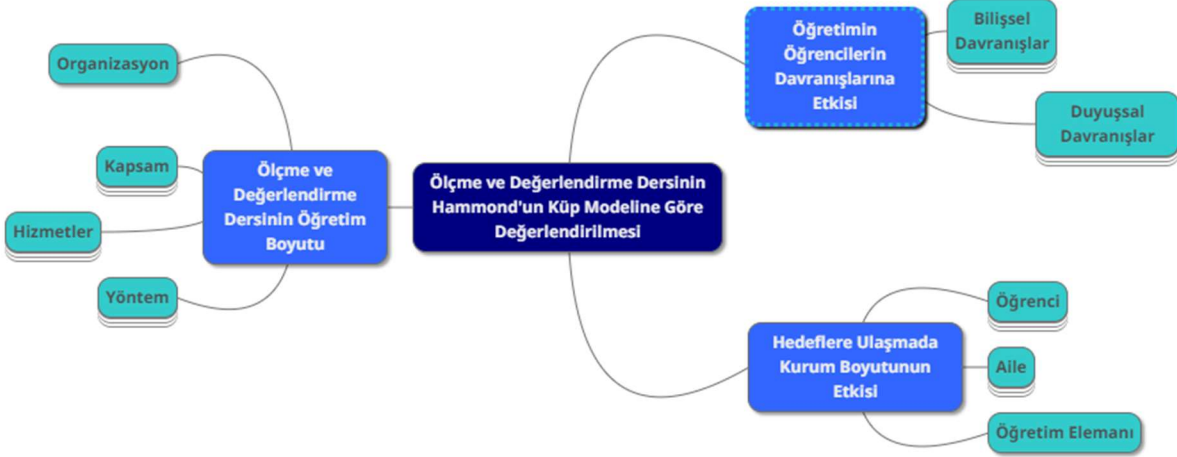 Organizasyon
Kapsam
Hizmetler
Yöntem
Ölçme ve
Değerlendirme
Dersinin Öğretim
Boyutu
Ölçme ve Değerlendirme Dersinin
Hammond'un Küp Modeline Göre
Değerlendirilmesi
Öğretimin
Öğrencilerin
Davranışlarına
Etkisi
Bilişsel
Davranışlar
Duyuşsal
Davranışlar
Hedeflere Ulaşmada
Kurum Boyutunun
Etkisi
Öğrenci
Aile
Öğretim Elemanı